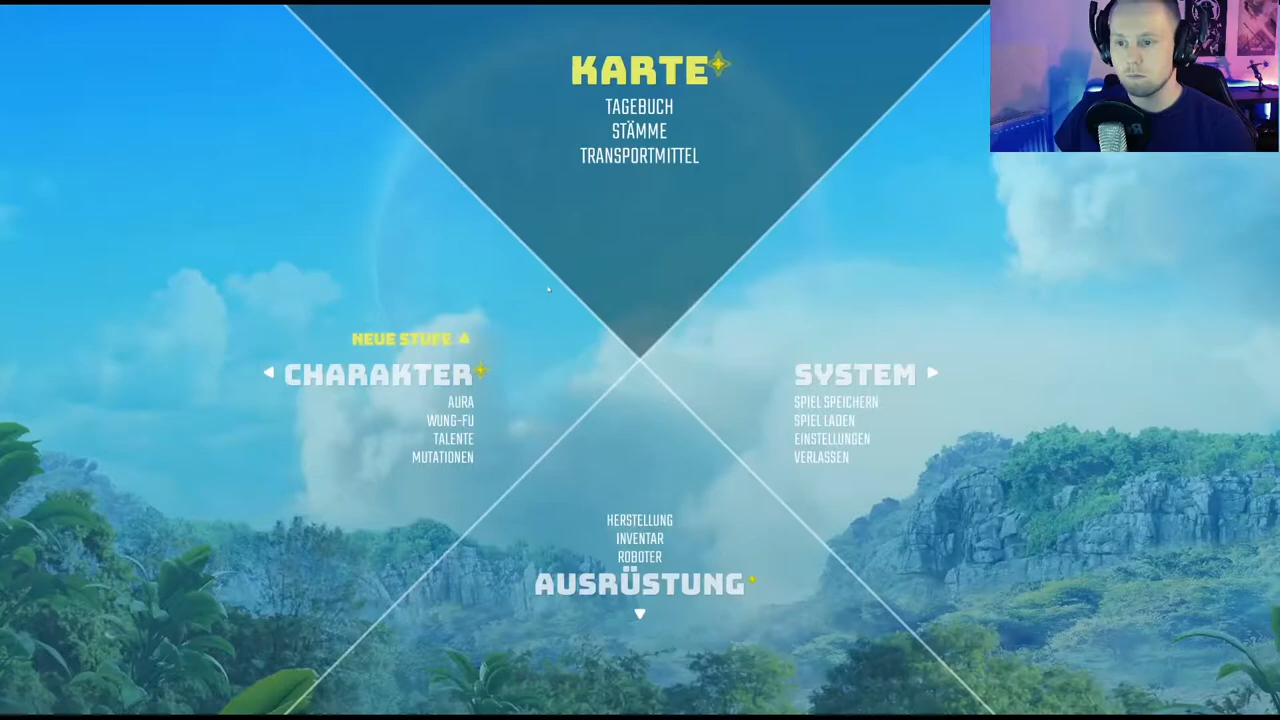 KARTE
TAGEBUCH
STÄMME
TRANSPORTMITTEL
NEUE STUFE
CHARAKTER
AURA
WUNG-FU
TALENTE
MUTATIONEN
SYSTEM
SPIEL SPEICHERN
SPIEL LADEN
EINSTELLUNGEN
VERLASSEN
HERSTELLUNG
INVENTAR
ROBOTER
AUSRÜSTUNG